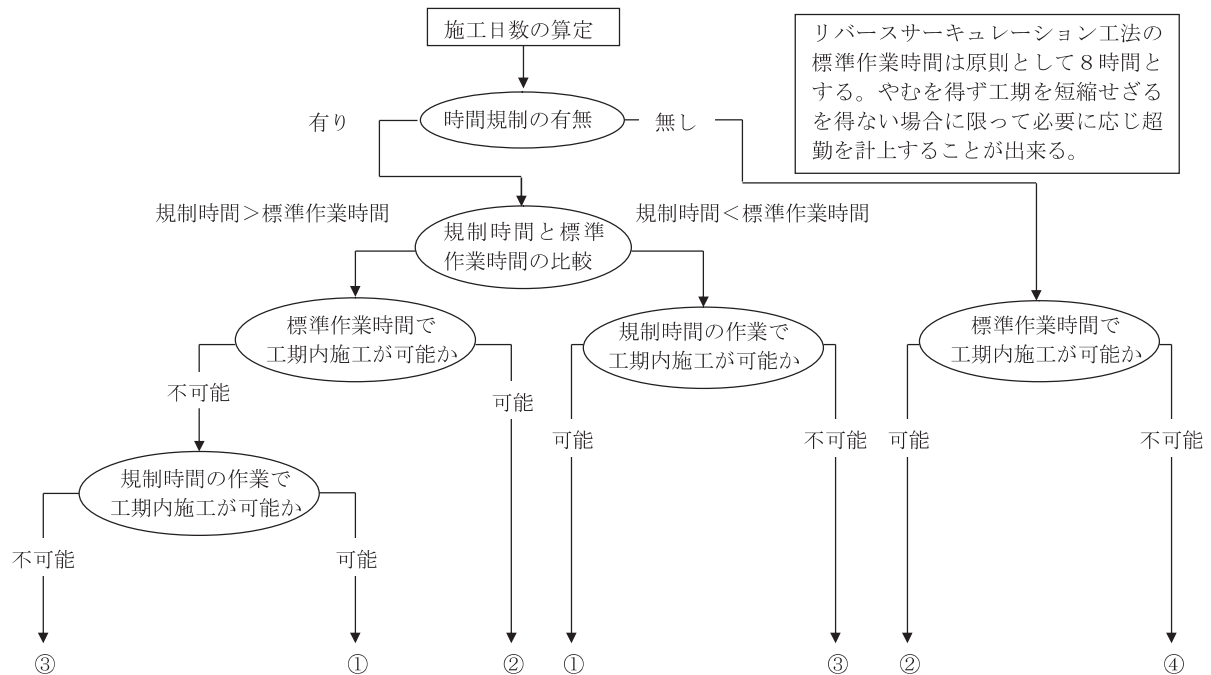 施工日数の算定
リバースサーキュレーション工法の
標準作業時間は原則として８時間と
する。やむを得ず工期を短縮せざる
を得ない場合に限って必要に応じ超
勤を計上することが出来る。
有り
時間規制の有無
無し
規制時間＞標準作業時間
規制時間＜標準作業時間
規制時間と標準
作業時間の比較
標準作業時間で
工期内施工が可能か
規制時間の作業で
工期内施工が可能か
標準作業時間で
工期内施工が可能か
不可能
可能
可能
不可能
可能
不可能
規制時間の作業で
工期内施工が可能か
不可能
可能
③
①
②
①
③
②
④